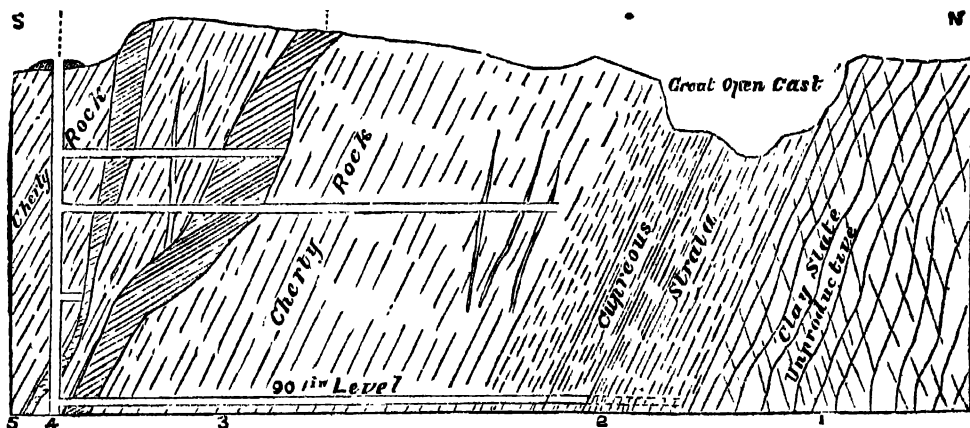 S N
Great Open Cast
Cherty Rock
Cherty Rock
Cupreous
Strata
Clay Slate
Unproductive
90 fm Level
5 4 3 2 1